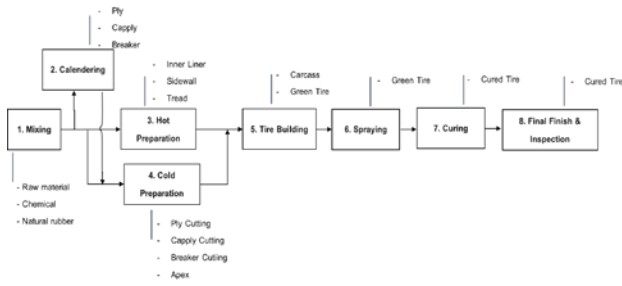 - Ply
- Capply
- Breaker
2. Calendering
- Inner Liner
- Sidewall
- Tread
- Carcass
- Green Tire
- Green Tire
- Cured Tire
- Cured Tire
1. Mixing
3. Hot
Preparation
5. Tire Building
6. Spraying
7. Curing
8. Final Finish &
Inspection
4. Cold
Preparation
- Raw material
- Chemical
- Natural rubber
- Ply Cutting
- Capply Cutting
- Breaker Cutting
- Apex